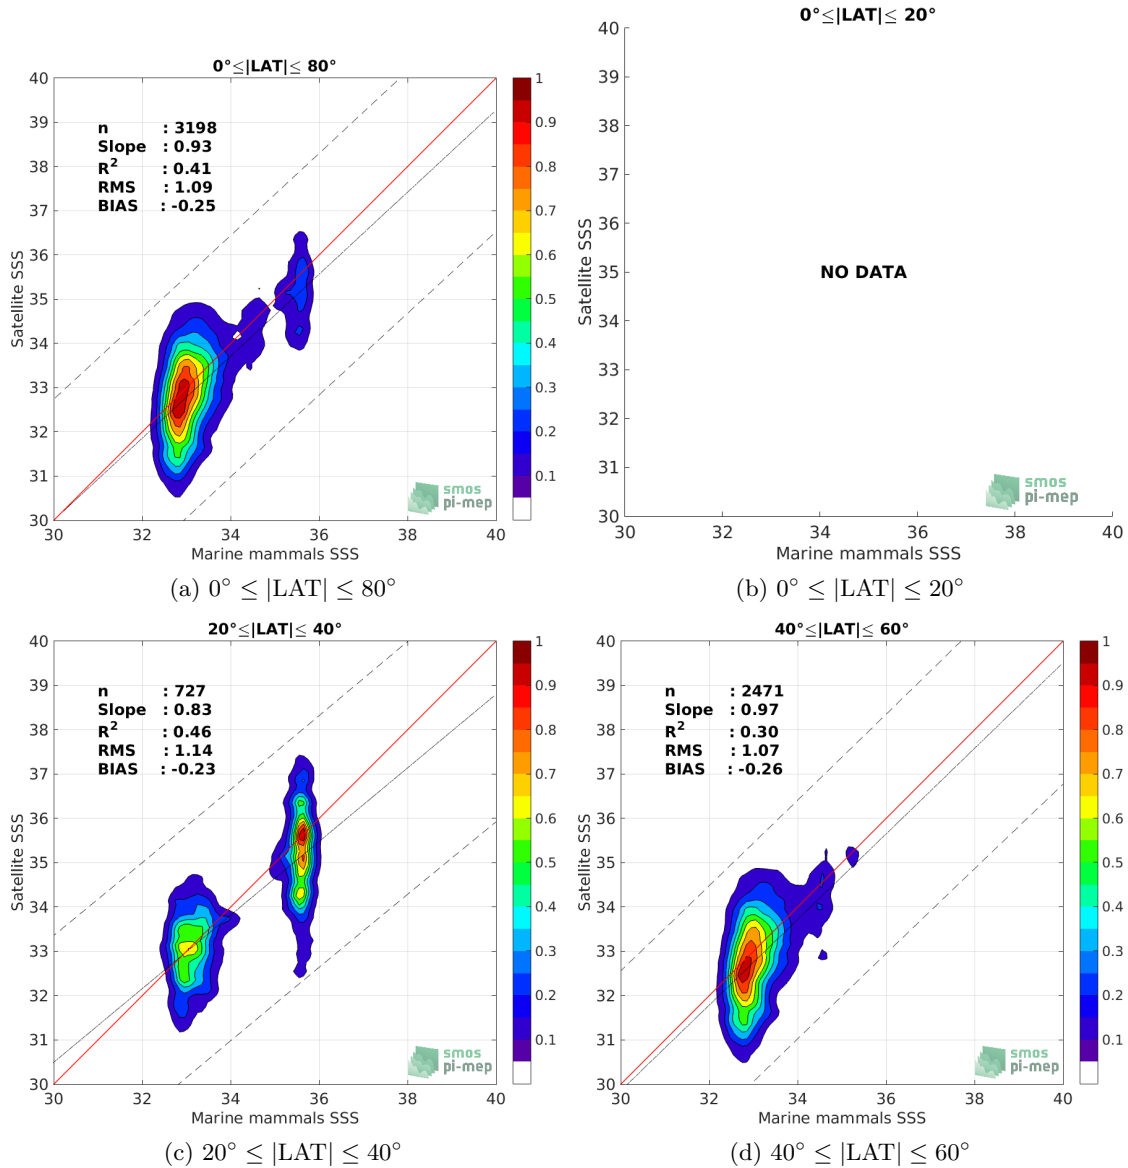 0°≤|LAT|≤ 80°
n : 3198
Slope : 0.93
R² : 0.41
RMS : 1.09
BIAS : -0.25
40
39
38
37
36
35
34
33
32
31
30
Satellite SSS
30 32 34 36 38 40
Marine mammals SSS
1
0.9
0.8
0.7
0.6
0.5
0.4
0.3
0.2
0.1
smos
pi-mep
(a) 0° ≤ |LAT| ≤ 80°
0°≤|LAT|≤ 20°
40
39
38
37
36
35
34
33
32
31
30
Satellite SSS
NO DATA
30 32 34 36 38 40
Marine mammals SSS
smos
pi-mep
(b) 0° ≤ |LAT| ≤ 20°
20°≤|LAT|≤ 40°
n : 727
Slope : 0.83
R² : 0.46
RMS : 1.14
BIAS : -0.23
40
39
38
37
36
35
34
33
32
31
30
Satellite SSS
30 32 34 36 38 40
Marine mammals SSS
1
0.9
0.8
0.7
0.6
0.5
0.4
0.3
0.2
0.1
smos
pi-mep
(c) 20° ≤ |LAT| ≤ 40°
40°≤|LAT|≤ 60°
n : 2471
Slope : 0.97
R² : 0.30
RMS : 1.07
BIAS : -0.26
40
39
38
37
36
35
34
33
32
31
30
Satellite SSS
30 32 34 36 38 40
Marine mammals SSS
1
0.9
0.8
0.7
0.6
0.5
0.4
0.3
0.2
0.1
smos
pi-mep
(d) 40° ≤ |LAT| ≤ 60°